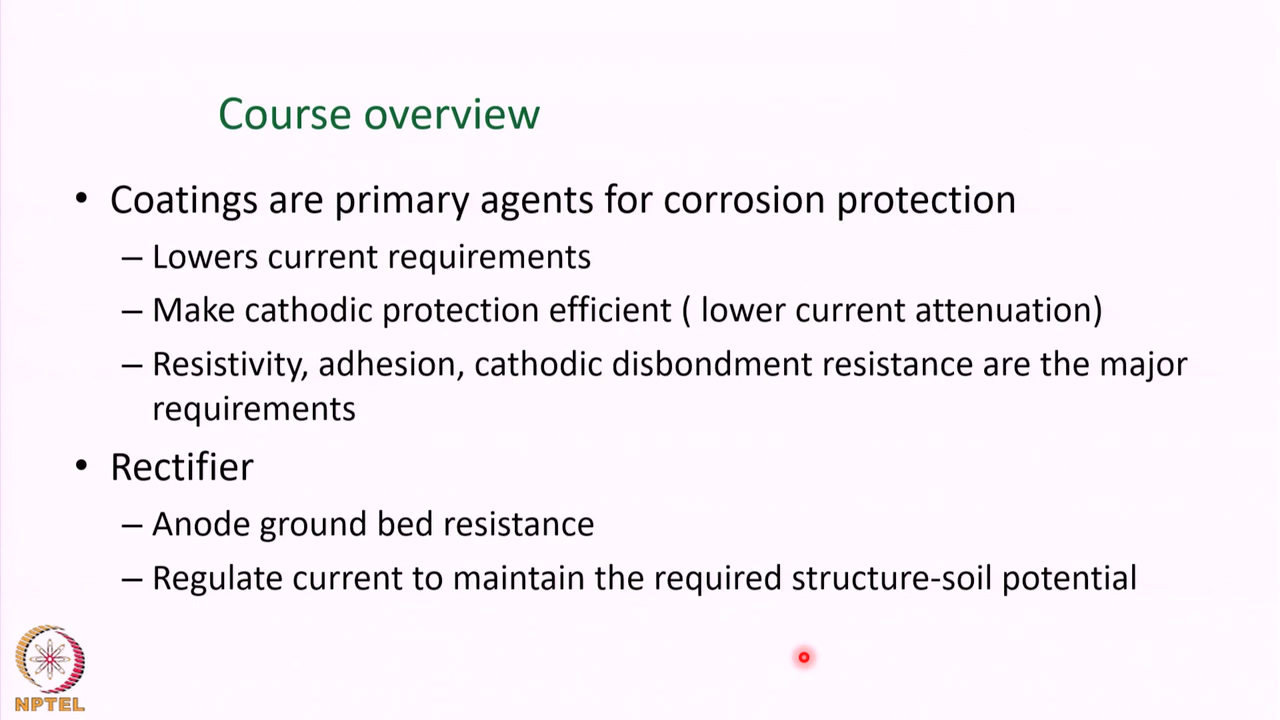 Course overview
• Coatings are primary agents for corrosion protection
– Lowers current requirements
– Make cathodic protection efficient ( lower current attenuation)
– Resistivity, adhesion, cathodic disbondment resistance are the major
requirements
• Rectifier
– Anode ground bed resistance
– Regulate current to maintain the required structure-soil potential
NPTEL